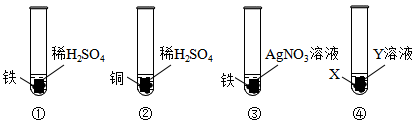 铁 稀H₂SO₄
铜 稀H₂SO₄
铁 AgNO₃溶液
X Y溶液
① ② ③ ④